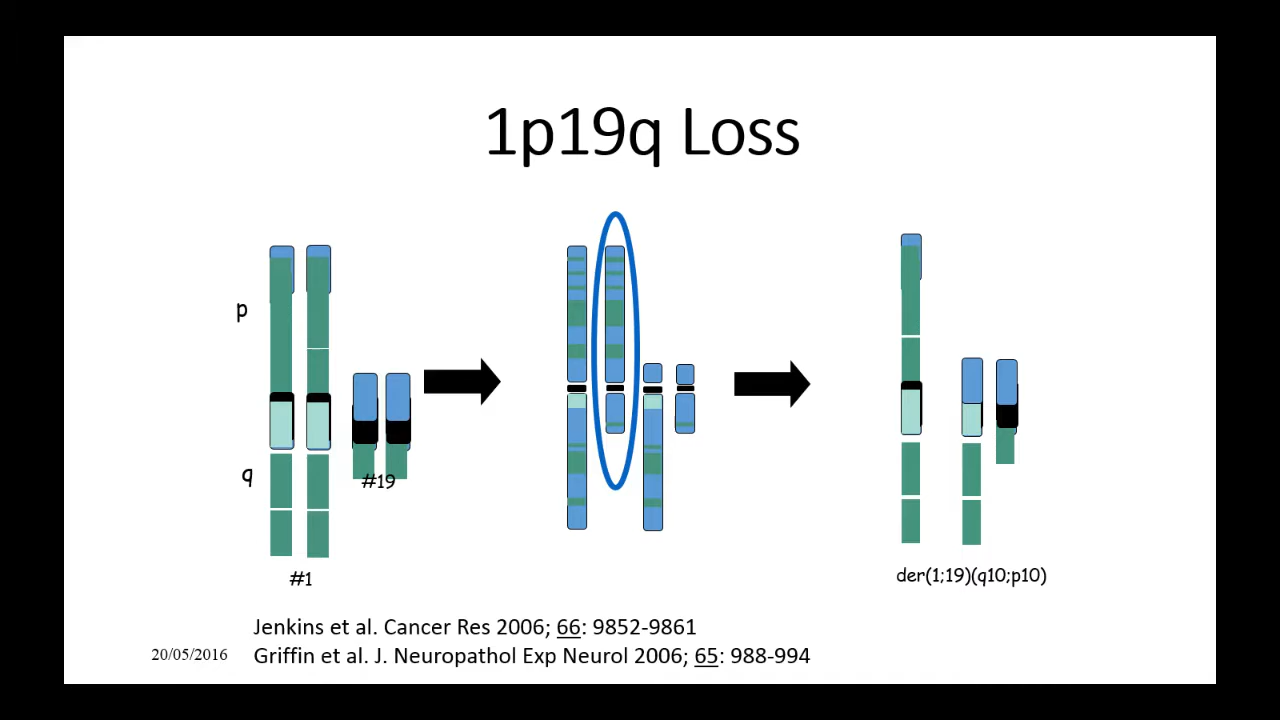 1p19q Loss
p
q
#19
#1
der(1;19)(q10;p10)
Jenkins et al. Cancer Res 2006; 66: 9852-9861
20/05/2016
Griffin et al. J. Neuropathol Exp Neurol 2006; 65: 988-994